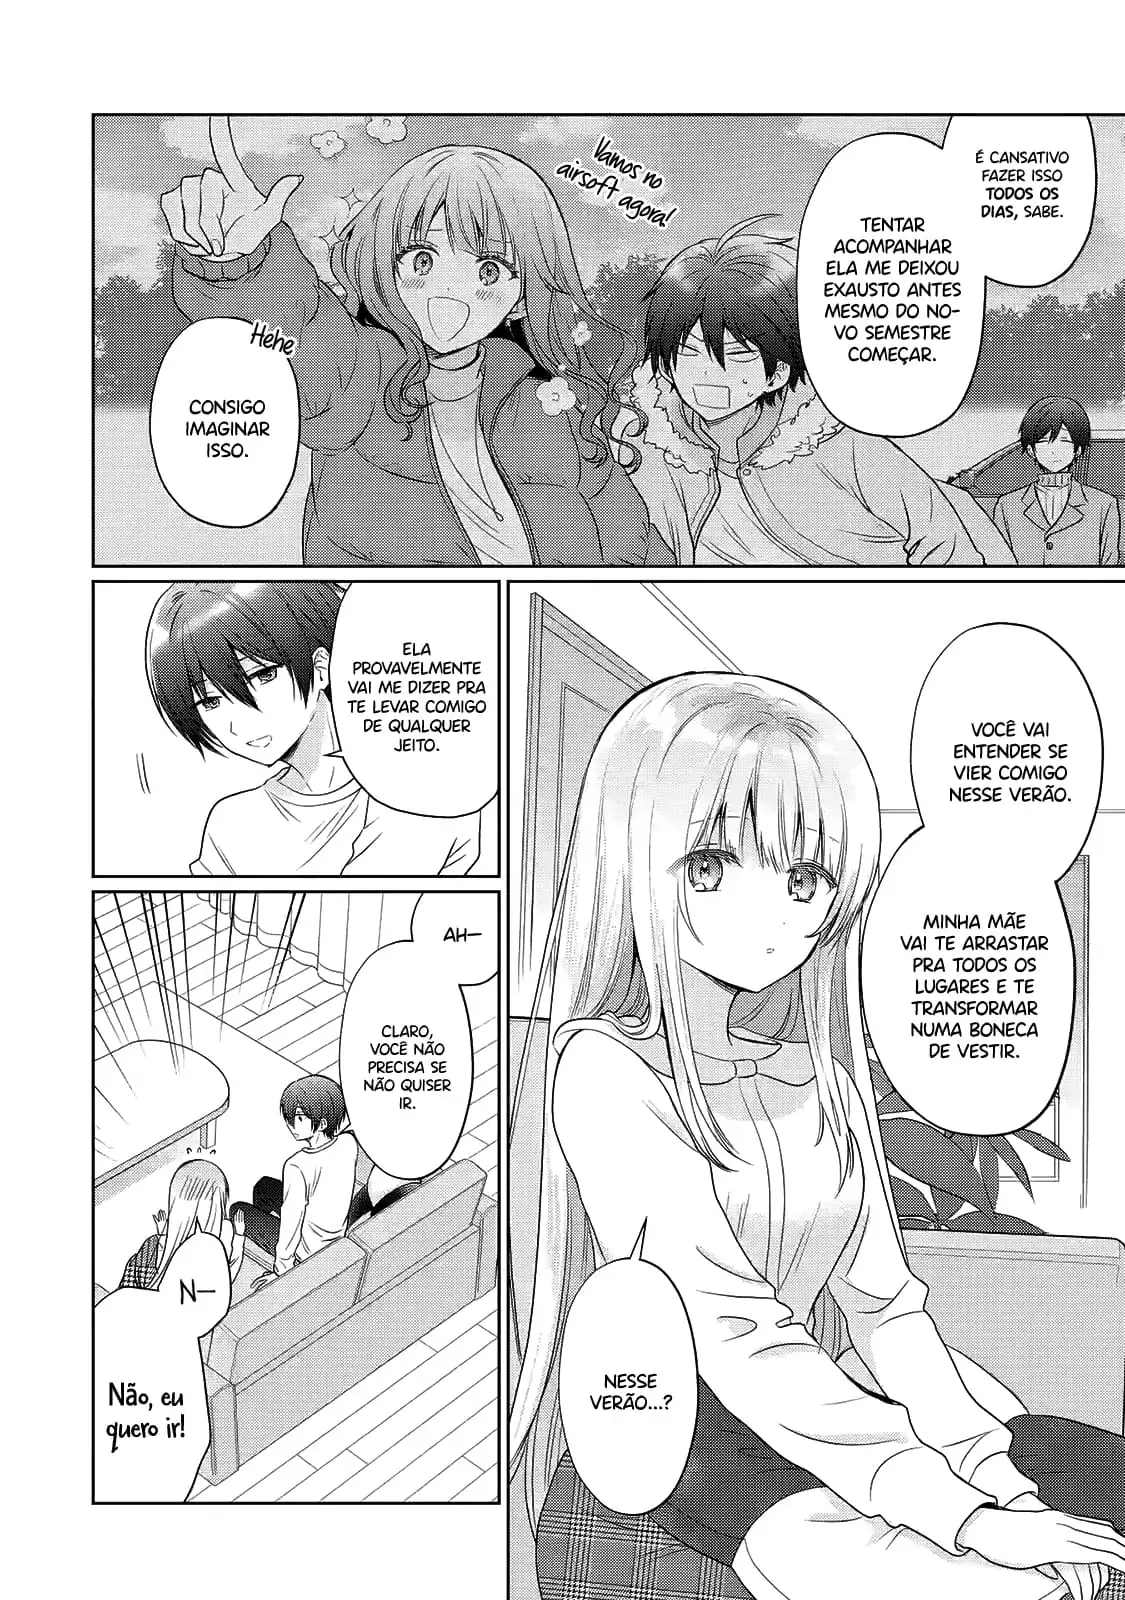 É CANSATIVO
FAZER ISSO
TODOS OS
DIAS, SABE.
TENTAR
ACOMPANHAR
ELA ME DEIXOU
EXAUSTO ANTES
MESMO DO NO-
VO SEMESTRE
COMEÇAR.
Vamos no
airsoft agora!
Hehe
CONSIGO
IMAGINAR
ISSO.
VOCÊ VAI
ENTENDER SE
VIER COMIGO
NESSE VERÃO.
MINHA MÃE
VAI TE ARRASTAR
PRA TODOS OS
LUGARES E TE
TRANSFORMAR
NUMA BONECA
DE VESTIR.
NESSE
VERÃO...?
ELA
PROVAVELMENTE
VAI ME DIZER PRA
TE LEVAR COMIGO
DE QUALQUER
JEITO.
AH—
CLARO,
VOCÊ NÃO
PRECISA SE
NÃO QUISER
IR.
N—
Não, eu
quero ir!